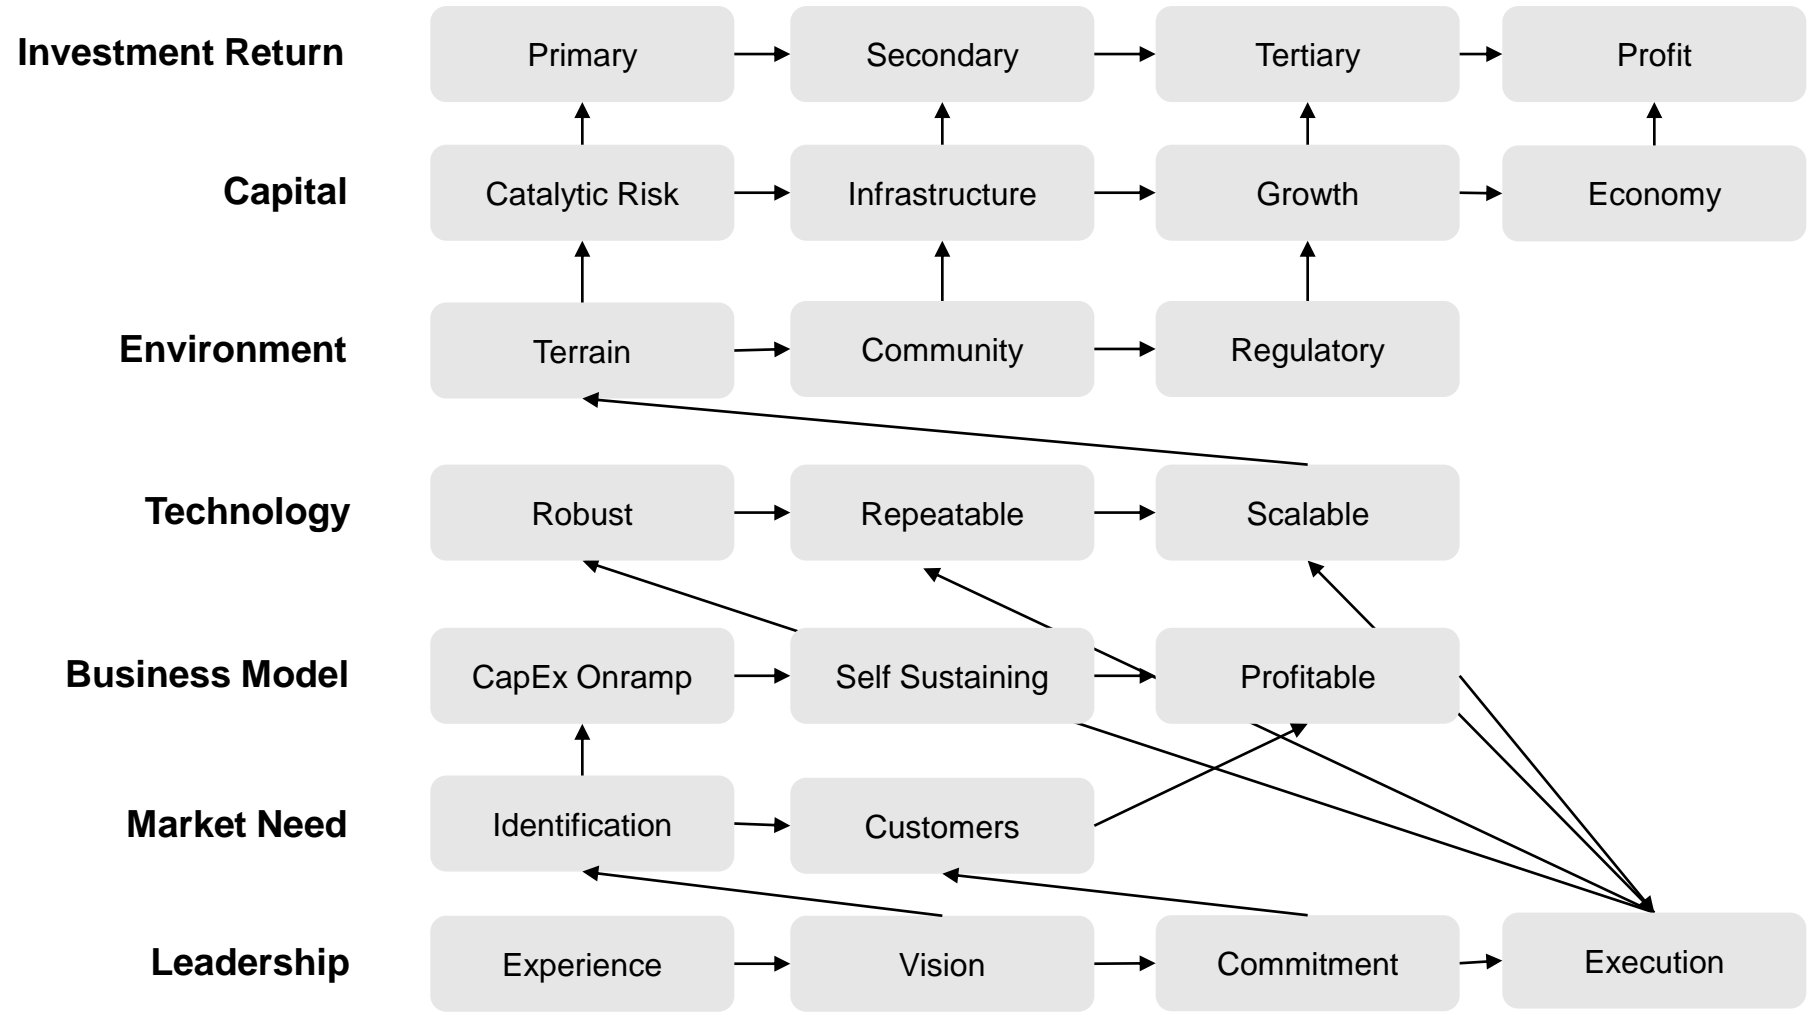 Investment Return
Primary
Secondary
Tertiary
Profit
Capital
Catalytic Risk
Infrastructure
Growth
Economy
Environment
Terrain
Community
Regulatory
Technology
Robust
Repeatable
Scalable
Business Model
CapEx Onramp
Self Sustaining
Profitable
Market Need
Identification
Customers
Leadership
Experience
Vision
Commitment
Execution